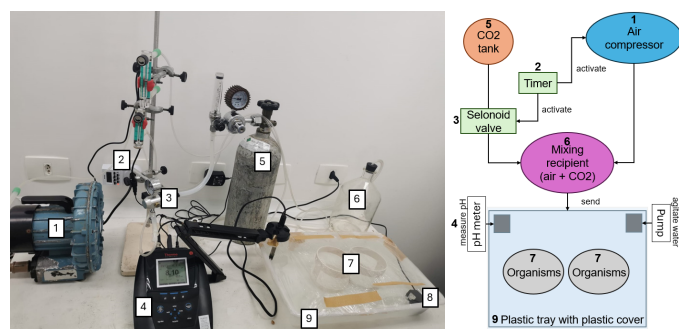 1
2
3
4
5
6
7
8
9
5
CO2
tank
1
Air
compressor
2
Timer
activate
activate
3
Selonoid
valve
6
Mixing
recipient
(air + CO2)
send
4
measure pH
pH meter
Pump
agitate water
7
Organisms
7
Organisms
9 Plastic tray with plastic cover